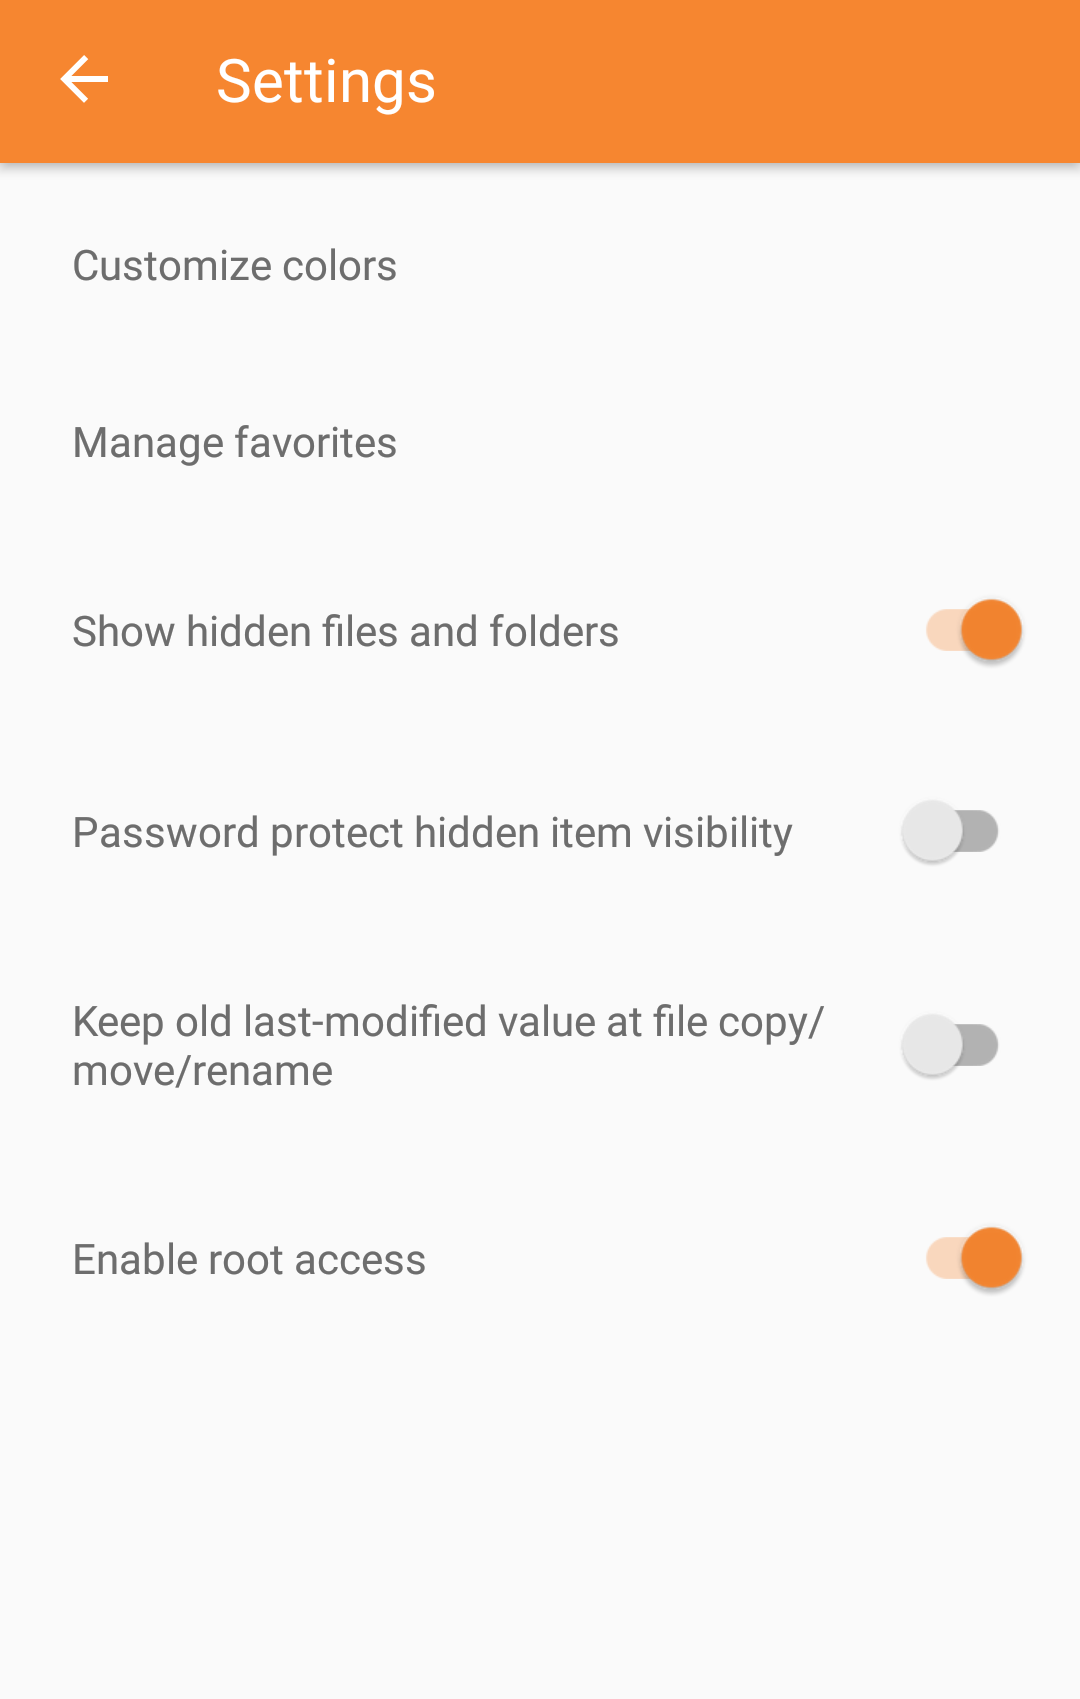 Settings
Customize colors
Manage favorites
Show hidden files and folders
Password protect hidden item visibility
Keep old last-modified value at file copy/
move/rename
Enable root access